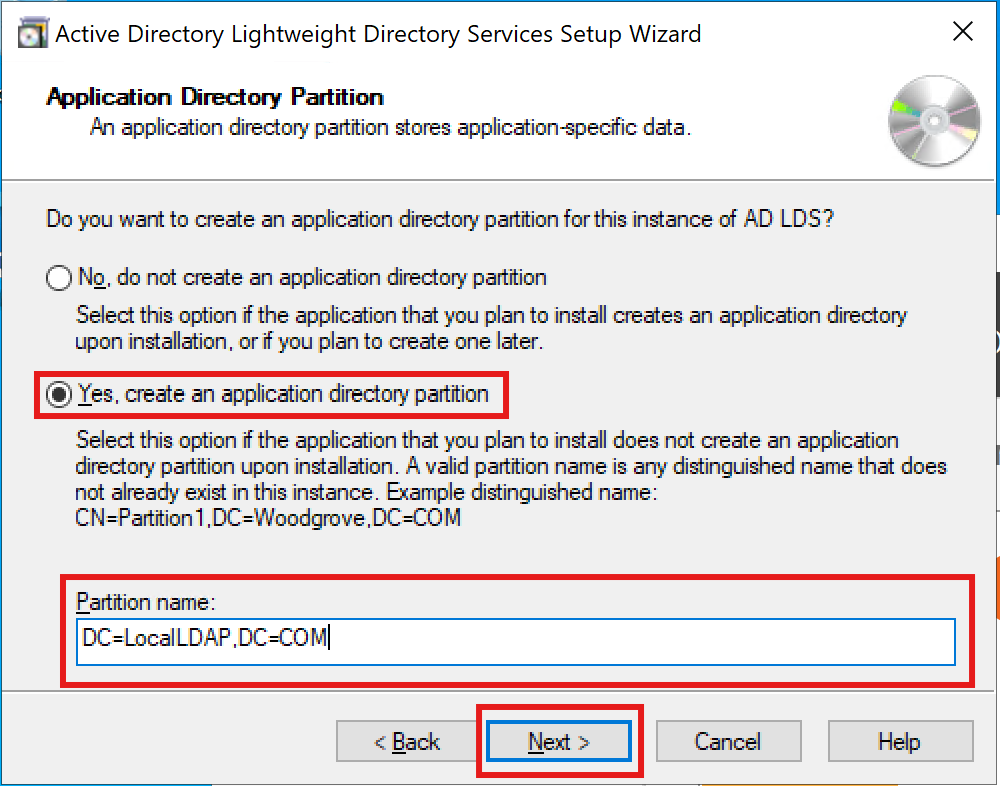 Active Directory Lightweight Directory Services Setup Wizard
Application Directory Partition
An application directory partition stores application-specific data.
Do you want to create an application directory partition for this instance of AD LDS?
No, do not create an application directory partition
Select this option if the application that you plan to install creates an application directory
upon installation, or if you plan to create one later.
Yes, create an application directory partition
Select this option if the application that you plan to install does not create an application
directory partition upon installation. A valid partition name is any distinguished name that does
not already exist in this instance. Example distinguished name:
CN=Partition1,DC=Woodgrove,DC=COM
Partition name:
DC=LocalLDAP,DC=COM
< Back Next > Cancel Help